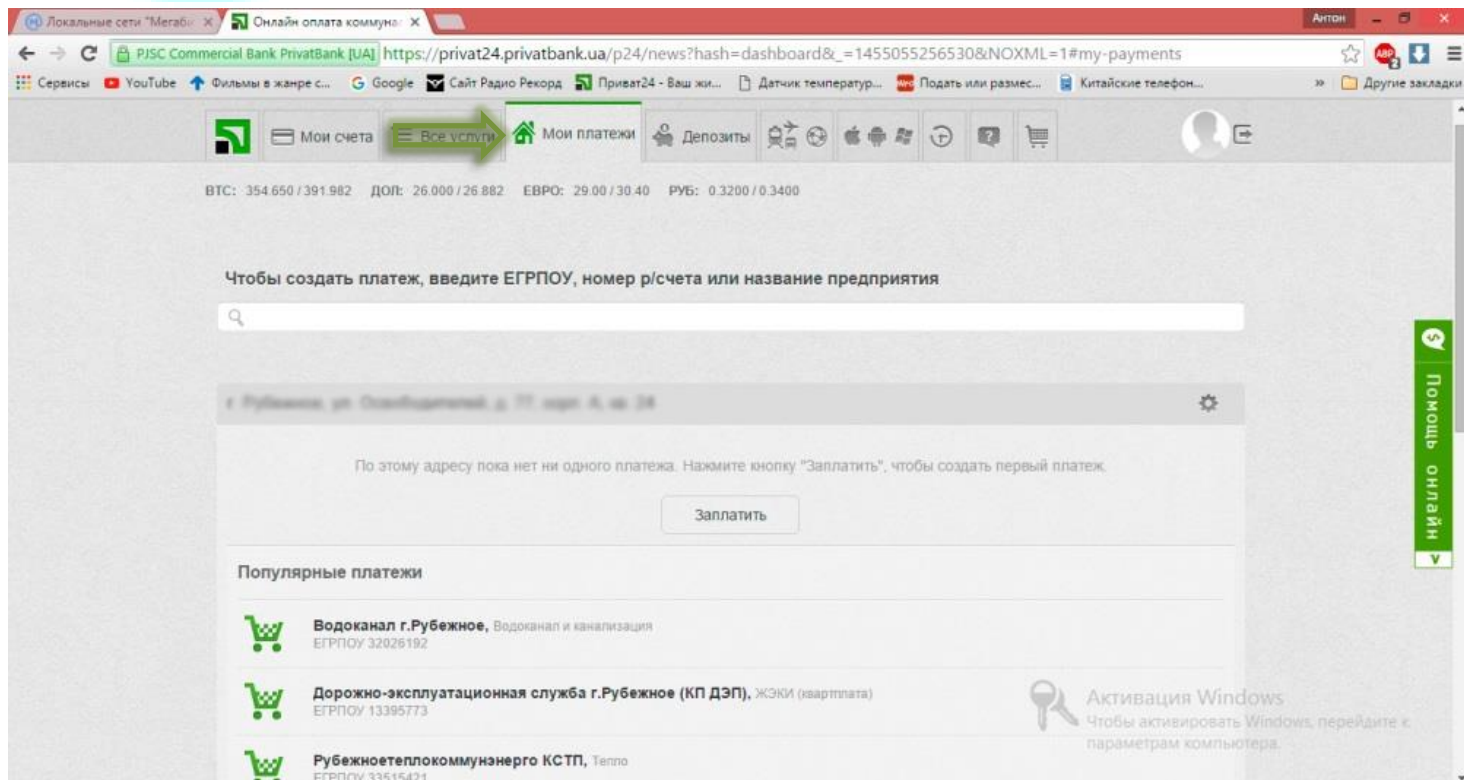 Локальные сети "Мегаби
Онлайн оплата коммуна
Антон
PJSC Commercial Bank PrivatBank [UA] https://privat24.privatbank.ua/p24/news?hash=dashboard&_=1455055256530&NOXML=1#my-payments
ABP 2
Сервисы YouTube Фильмы в жанре с... Google Сайт Радио Рекорд Приват24 - Ваш жи... Датчик температур... Подать или размес... Китайские телефон... » Другие закладки
Мои счета Все услуги Мои платежи Депозиты
BTC: 354.650 / 391.982 ДОЛ: 26.000 / 26.882 ЕВРО: 29.00 / 30.40 РУБ: 0.3200 / 0.3400
Чтобы создать платеж, введите ЕГРПОУ, номер р/счета или название предприятия
По этому адресу пока нет ни одного платежа. Нажмите кнопку "Заплатить", чтобы создать первый платеж.
Заплатить
Популярные платежи
Водоканал г.Рубежное, Водоканал и канализация
ЕГРПОУ 32026192
Дорожно-эксплуатационная служба г.Рубежное (КП ДЭП), ЖЭКИ (квартплата)
ЕГРПОУ 13395773
Рубежноетеплокоммунэнерго КСТП, Тепло
ЕГРПОУ 33515421
Помощь онлайн
Активация Windows
Чтобы активировать Windows, перейдите к
параметрам компьютера.